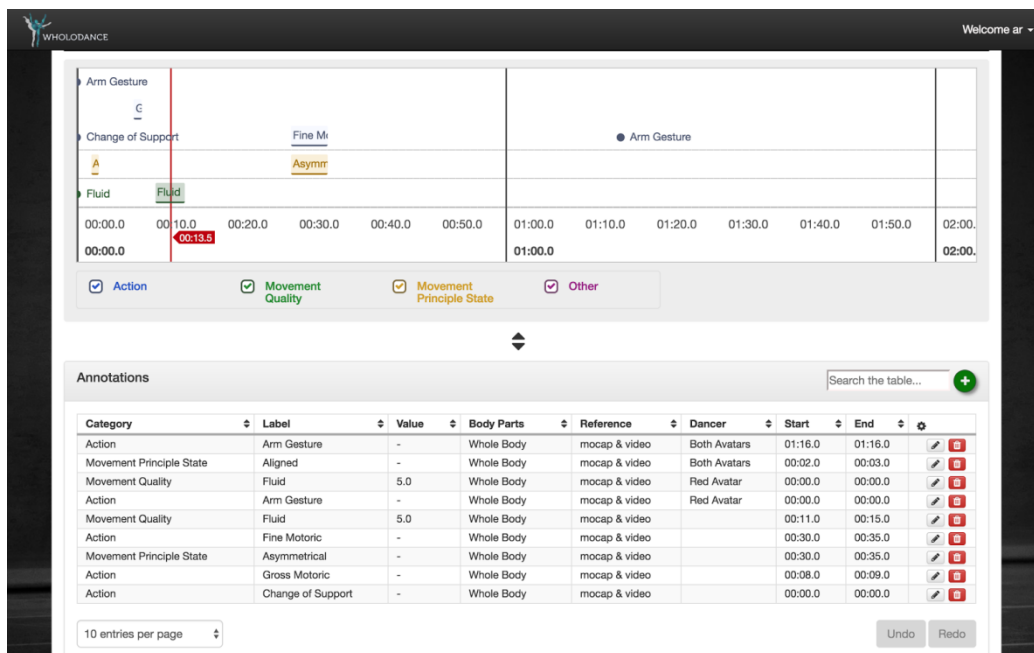 WHOLODANCE
Welcome ar
Arm Gesture
G
Change of Support
Fine Mo
Arm Gesture
A
Asymm
Fluid
Fluid
00:00.0 00:10.0 00:20.0 00:30.0 00:40.0 00:50.0 01:00.0 01:10.0 01:20.0 01:30.0 01:40.0 01:50.0 02:00.
00:13.5
00:00.0 01:00.0 02:00.
Action Movement Quality Movement Principle State Other
Annotations
Search the table...
Category Label Value Body Parts Reference Dancer Start End
Action Arm Gesture - Whole Body mocap & video Both Avatars 01:16.0 01:16.0
Movement Principle State Aligned - Whole Body mocap & video Both Avatars 00:02.0 00:03.0
Movement Quality Fluid 5.0 Whole Body mocap & video Red Avatar 00:00.0 00:00.0
Action Arm Gesture - Whole Body mocap & video Red Avatar 00:00.0 00:00.0
Movement Quality Fluid 5.0 Whole Body mocap & video 00:11.0 00:15.0
Action Fine Motoric - Whole Body mocap & video 00:30.0 00:35.0
Movement Principle State Asymmetrical - Whole Body mocap & video 00:30.0 00:35.0
Action Gross Motoric - Whole Body mocap & video 00:08.0 00:09.0
Action Change of Support - Whole Body mocap & video 00:00.0 00:00.0
10 entries per page
Undo Redo